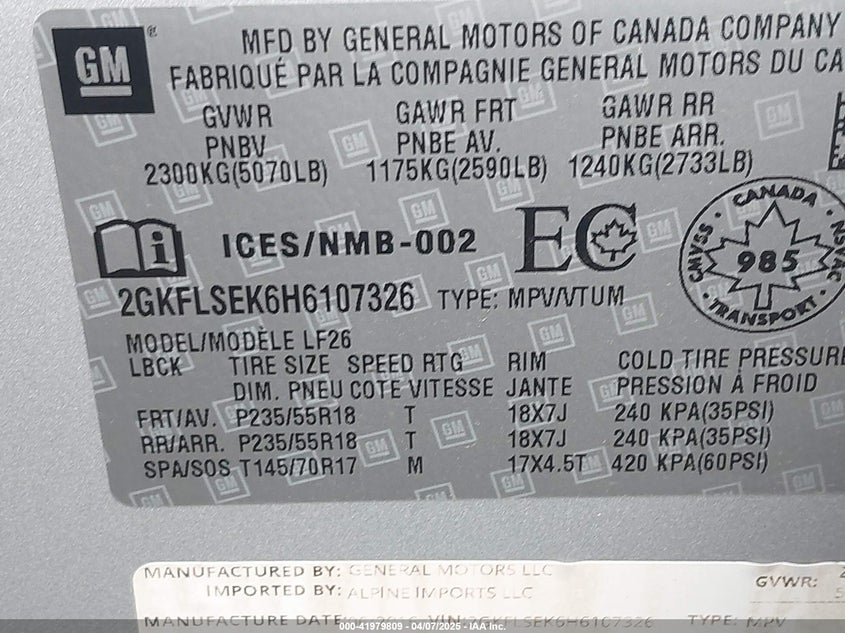 GM
MFD BY GENERAL MOTORS OF CANADA COMPANY
FABRIQUÉ PAR LA COMPAGNIE GENERAL MOTORS DU CA
GVWR GAWR FRT GAWR RR
PNBV PNBE AV. PNBE ARR.
2300KG(5070LB) 1175KG(2590LB) 1240KG(2733LB)
ICES/NMB-002 EC
CANADA
CMVSS 985 NSVAC
TRANSPORT
2GKFLSEK6H6107326 TYPE: MPV/VTUM
MODEL/MODÈLE LF26
LBCK TIRE SIZE SPEED RTG RIM COLD TIRE PRESSURE
DIM. PNEU COTE VITESSE JANTE PRESSION À FROID
FRT/AV. P235/55R18 T 18X7J 240 KPA(35PSI)
RR/ARR. P235/55R18 T 18X7J 240 KPA(35PSI)
SPA/SOS T145/70R17 M 17X4.5T 420 KPA(60PSI)
MANUFACTURED BY: GENERAL MOTORS LLC GVWR:
IMPORTED BY: ALPINE IMPORTS LLC
MANUFACTURE VIN:2GKFLSEK6H6107326 TYPE: MPV
000-41979809 - 04/07/2025 - IAA.com